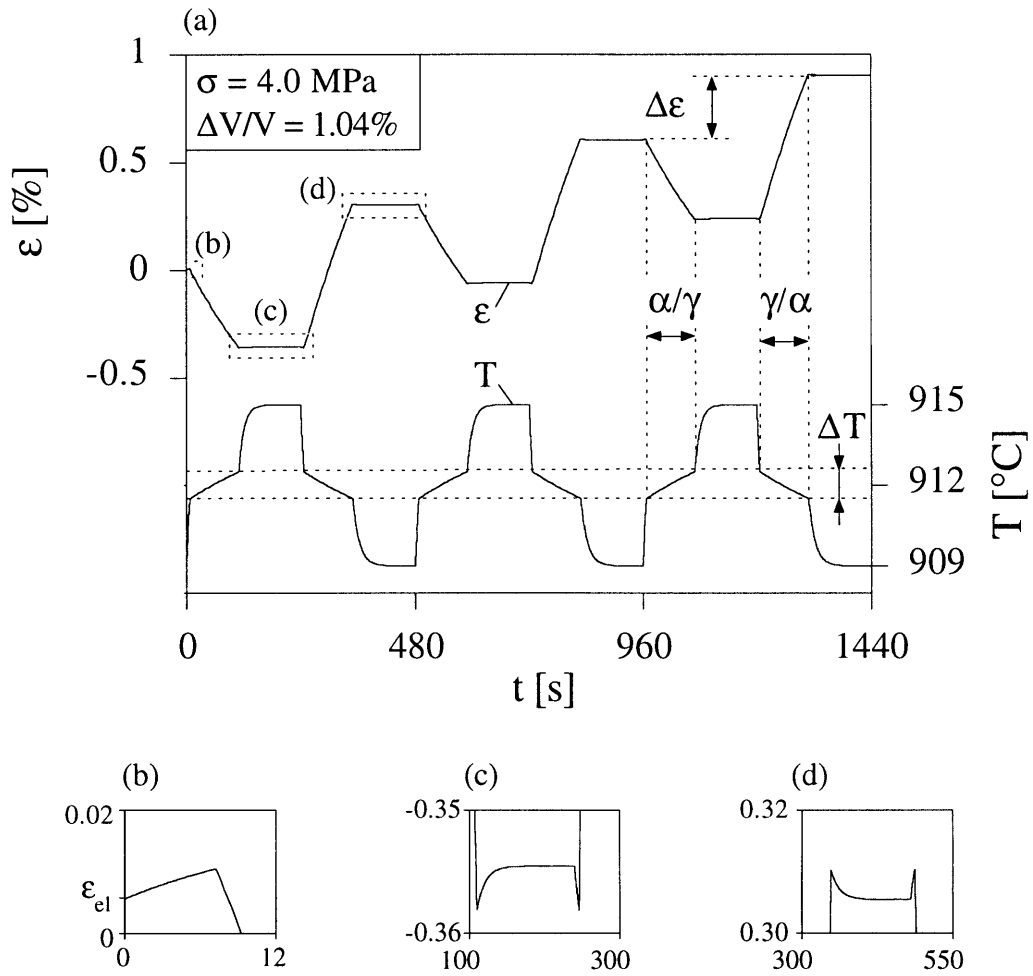 (a)
1
σ = 4.0 MPa
ΔV/V = 1.04%
Δε
0.5
(d)
ε [%]
(b)
0
ε
(c)
α/γ
γ/α
-0.5
T
915
ΔT
912
T [°C]
909
0
480
960
1440
t [s]
(b)
(c)
(d)
0.02
-0.35
0.32
εel
0
-0.36
0.30
0
12
100
300
300
550